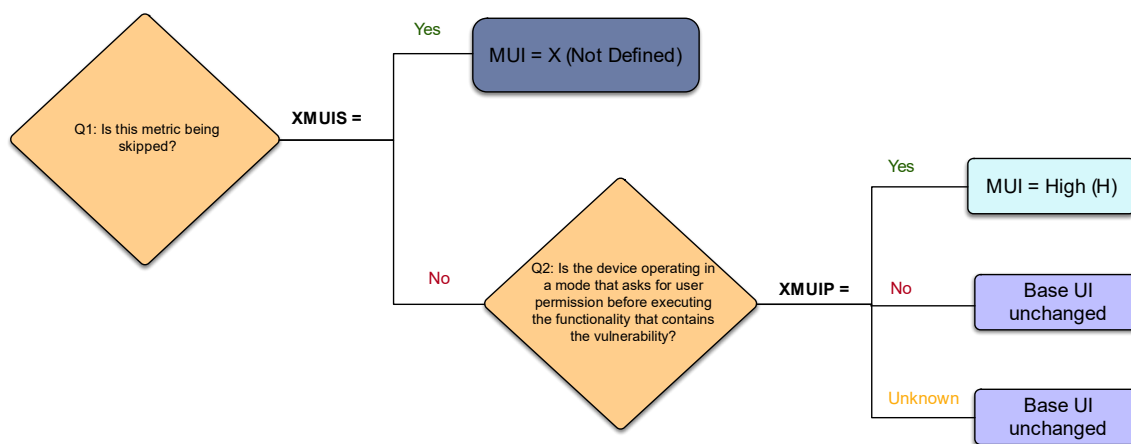 Yes
MUI = X (Not Defined)
Q1: Is this metric being
skipped?
XMUIS =
No
Q2: Is the device operating in
a mode that asks for user
permission before executing
the functionality that contains
the vulnerability?
XMUIP =
Yes
MUI = High (H)
No
Base UI
unchanged
Unknown
Base UI
unchanged